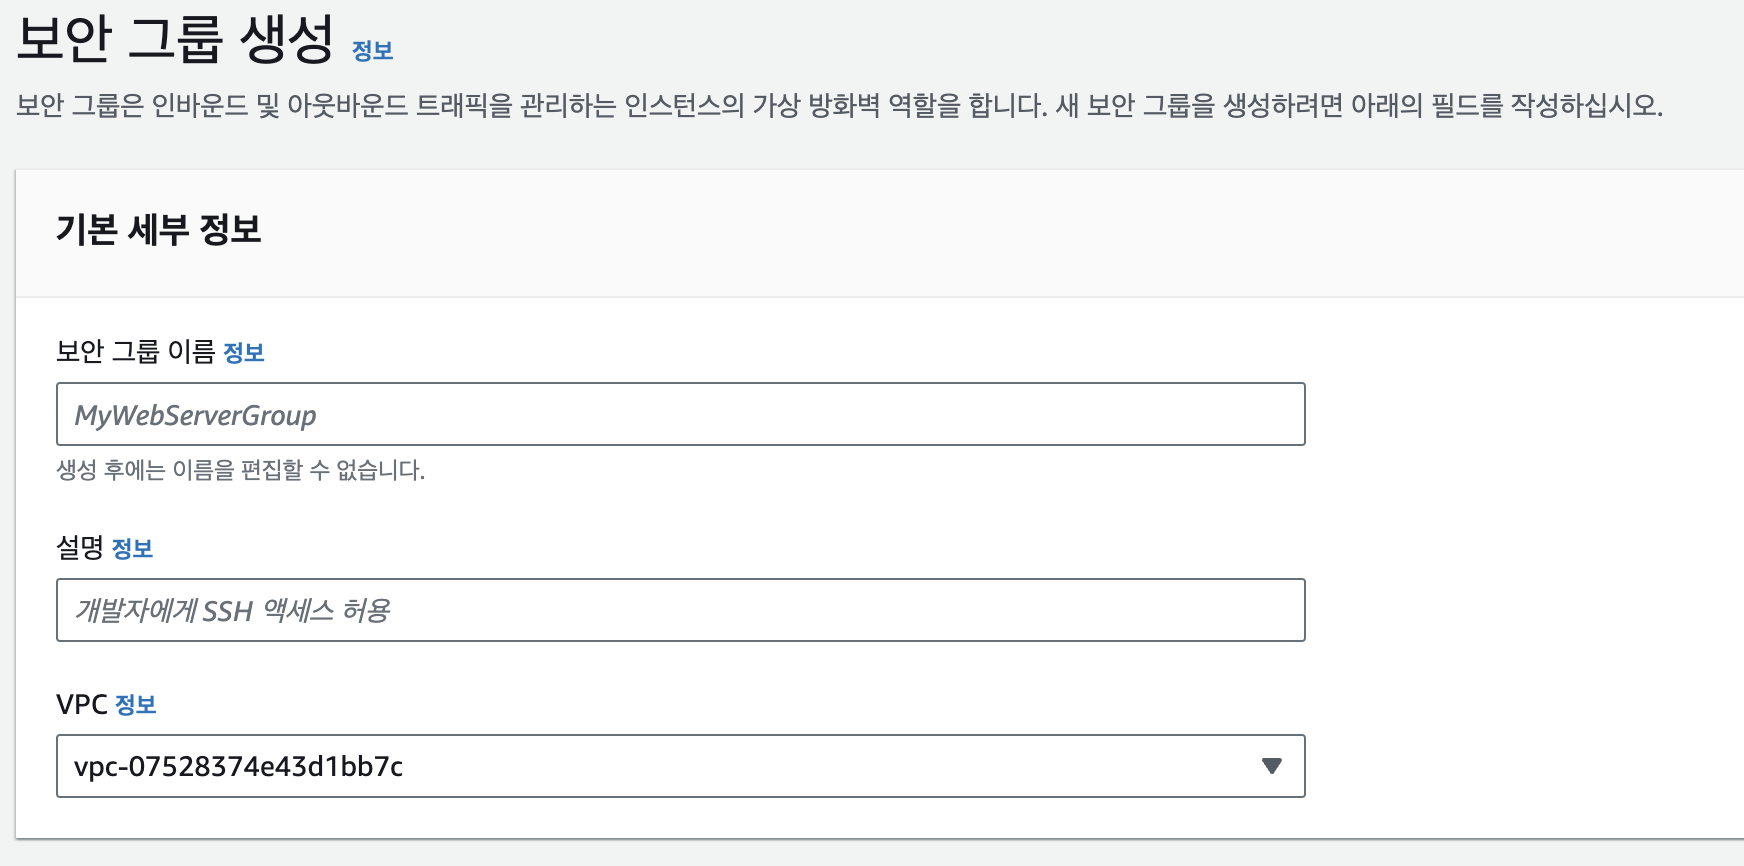 보안 그룹 생성 정보
보안 그룹은 인바운드 및 아웃바운드 트래픽을 관리하는 인스턴스의 가상 방화벽 역할을 합니다. 새 보안 그룹을 생성하려면 아래의 필드를 작성하십시오.
기본 세부 정보
보안 그룹 이름 정보
MyWebServerGroup
생성 후에는 이름을 편집할 수 없습니다.
설명 정보
개발자에게 SSH 액세스 허용
VPC 정보
vpc-07528374e43d1bb7c